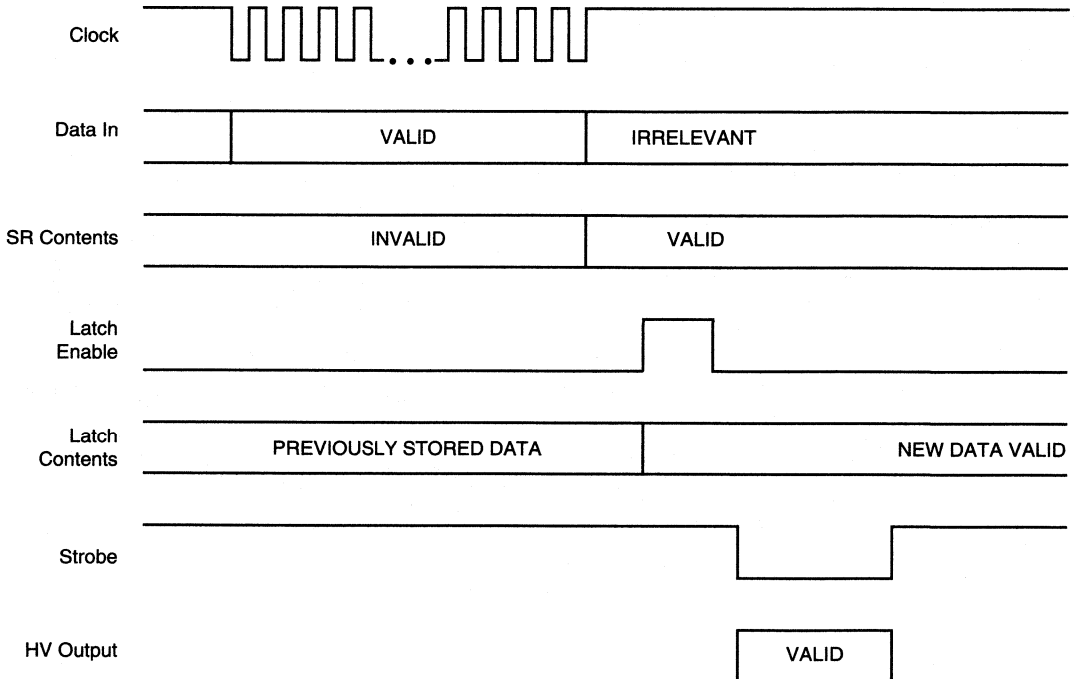 Clock
Data In
VALID
IRRELEVANT
SR Contents
INVALID
VALID
Latch
Enable
Latch
Contents
PREVIOUSLY STORED DATA
NEW DATA VALID
Strobe
HV Output
VALID